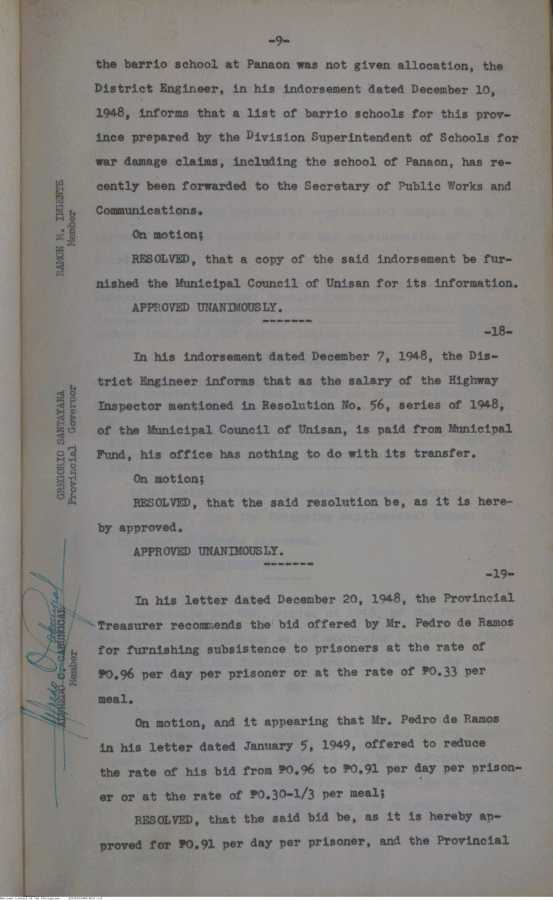 -9-
the barrio school at Panaon was not given allocation, the
District Engineer, in his indorsement dated December 10,
1948, informs that a list of barrio schools for this prov-
ince prepared by the Division Superintendent of Schools for
war damage claims, including the school of Panaon, has re-
cently been forwarded to the Secretary of Public Works and
Communications.
On motion;
RESOLVED, that a copy of the said indorsement be fur-
nished the Municipal Council of Unisan for its information.
APPROVED UNANIMOUSLY.
-------
-18-
In his indorsement dated December 7, 1948, the Dis-
trict Engineer informs that as the salary of the Highway
Inspector mentioned in Resolution No. 56, series of 1948,
of the Municipal Council of Unisan, is paid from Municipal
Fund, his office has nothing to do with its transfer.
On motion;
RESOLVED, that the said resolution be, as it is here-
by approved.
APPROVED UNANIMOUSLY.
-------
-19-
In his letter dated December 20, 1948, the Provincial
Treasurer recommends the bid offered by Mr. Pedro de Ramos
for furnishing subsistence to prisoners at the rate of
₱0.96 per day per prisoner or at the rate of ₱0.33 per
meal.
On motion, and it appearing that Mr. Pedro de Ramos
in his letter dated January 5, 1949, offered to reduce
the rate of his bid from ₱0.96 to ₱0.91 per day per prison-
er or at the rate of ₱0.30-1/3 per meal;
RESOLVED, that the said bid be, as it is hereby ap-
proved for ₱0.91 per day per prisoner, and the Provincial
RAMON M. INGENTE
Member
GREGORIO SANTAYANA
Provincial Governor
Member